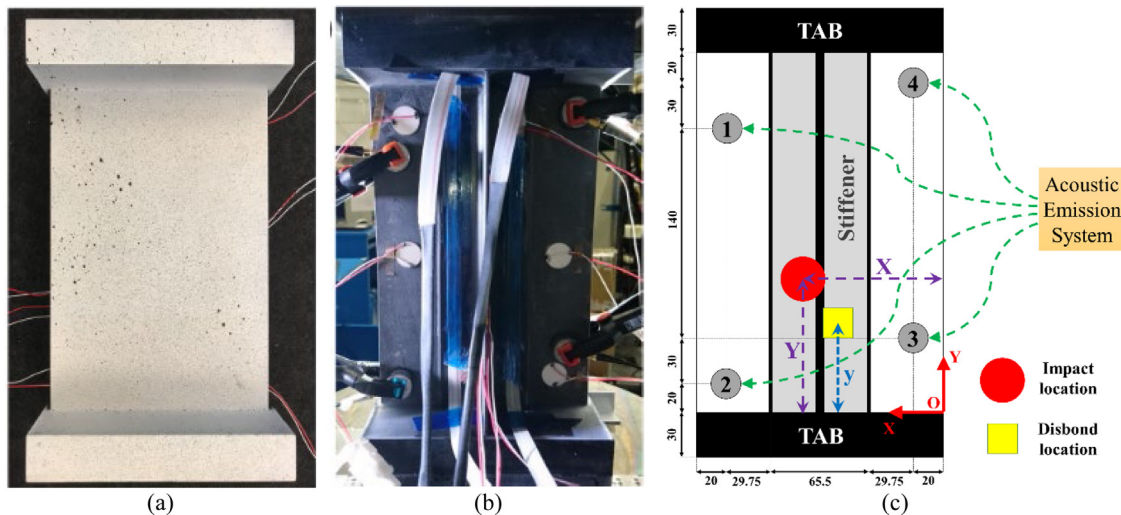 TAB
30
20
30
140
30
20
30
4
1
Stiffener
Acoustic
Emission
System
X
Y
y
3
2
Y
O
X
Impact
location
Disbond
location
TAB
20
29.75
65.5
29.75
20
(a)
(b)
(c)